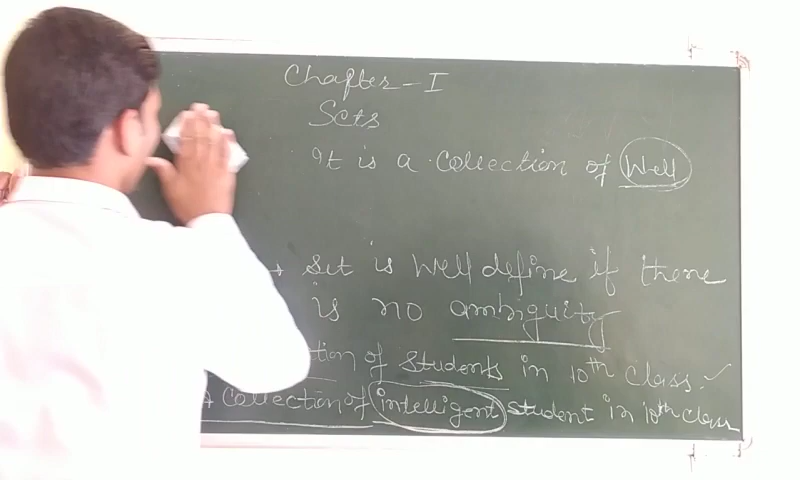 Chapter-I
Sets
It is a collection of Well
→ Set is Well define if there
is no ambiguity
tion of Students in 10th Class. ✓
Collection of intelligent student in 10th Class